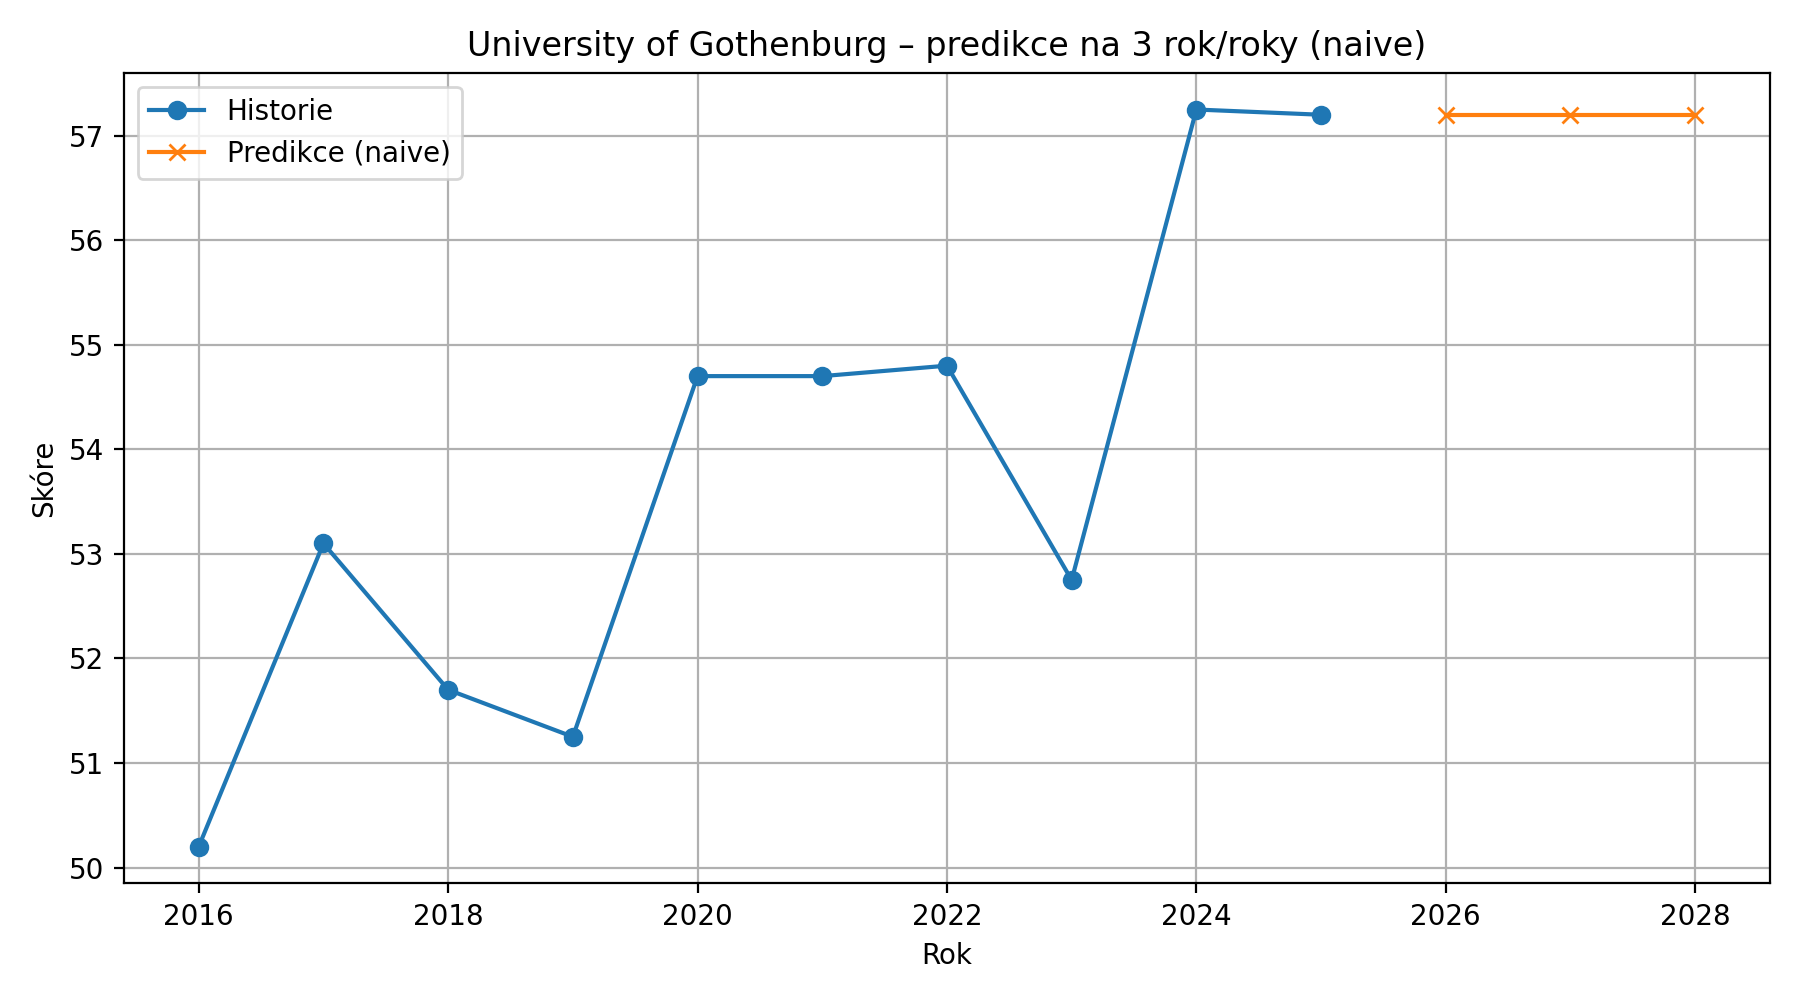 University of Gothenburg – predikce na 3 rok/roky (naive)
Historie
Predikce (naive)
57
56
55
54
53
52
51
50
Skóre
2016 2018 2020 2022 2024 2026 2028
Rok